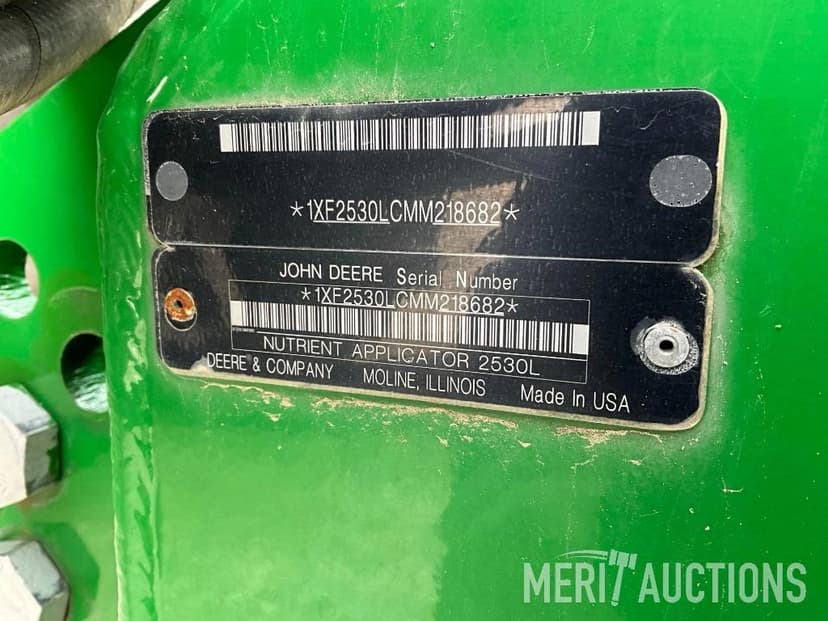 *1XF2530LCMM218682*
JOHN DEERE Serial Number
*1XF2530LCMM218682*
NUTRIENT APPLICATOR 2530L
DEERE & COMPANY MOLINE, ILLINOIS Made In USA
MERIT AUCTIONS